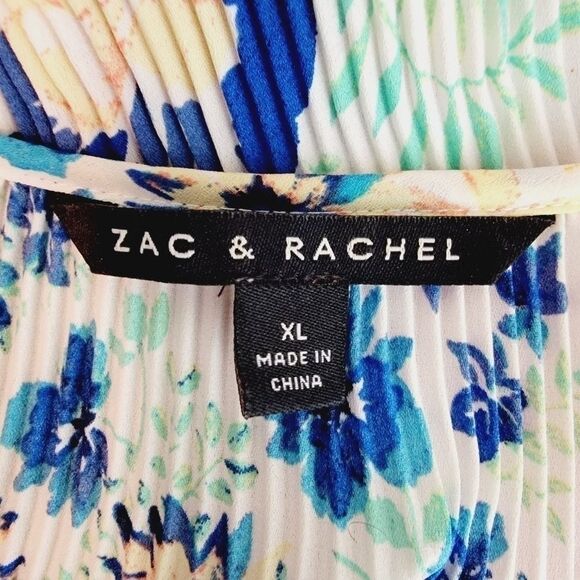 ZAC & RACHEL
XL
MADE IN
CHINA